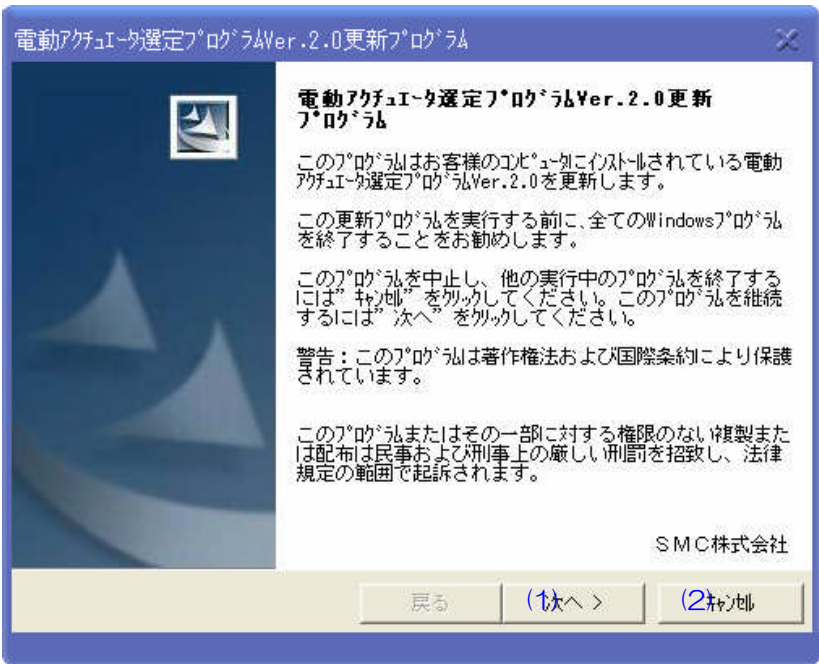 電動ｱｸﾁｭｴｰﾀ選定ﾌﾟﾛｸﾞﾗﾑVer.2.0更新ﾌﾟﾛｸﾞﾗﾑ
電動ｱｸﾁｭｴｰﾀ選定ﾌﾟﾛｸﾞﾗﾑVer.2.0更新
ﾌﾟﾛｸﾞﾗﾑ
このﾌﾟﾛｸﾞﾗﾑはお客様のｺﾝﾋﾟｭｰﾀにｲﾝｽﾄｰﾙされている電動
ｱｸﾁｭｴｰﾀ選定ﾌﾟﾛｸﾞﾗﾑVer.2.0を更新します。
この更新ﾌﾟﾛｸﾞﾗﾑを実行する前に、全てのWindowsﾌﾟﾛｸﾞﾗﾑ
を終了することをお勧めします。
このﾌﾟﾛｸﾞﾗﾑを中止し、他の実行中のﾌﾟﾛｸﾞﾗﾑを終了する
には”ｷｬﾝｾﾙ”をｸﾘｯｸしてください。このﾌﾟﾛｸﾞﾗﾑを継続
するには”次へ”をｸﾘｯｸしてください。
警告：このﾌﾟﾛｸﾞﾗﾑは著作権法および国際条約により保護
されています。
このﾌﾟﾛｸﾞﾗﾑまたはその一部に対する権限のない複製また
は配布は民事および刑事上の厳しい刑罰を招致し、法律
規定の範囲で起訴されます。
ＳＭＣ株式会社
戻る
(1)次へ >
(2)ｷｬﾝｾﾙ